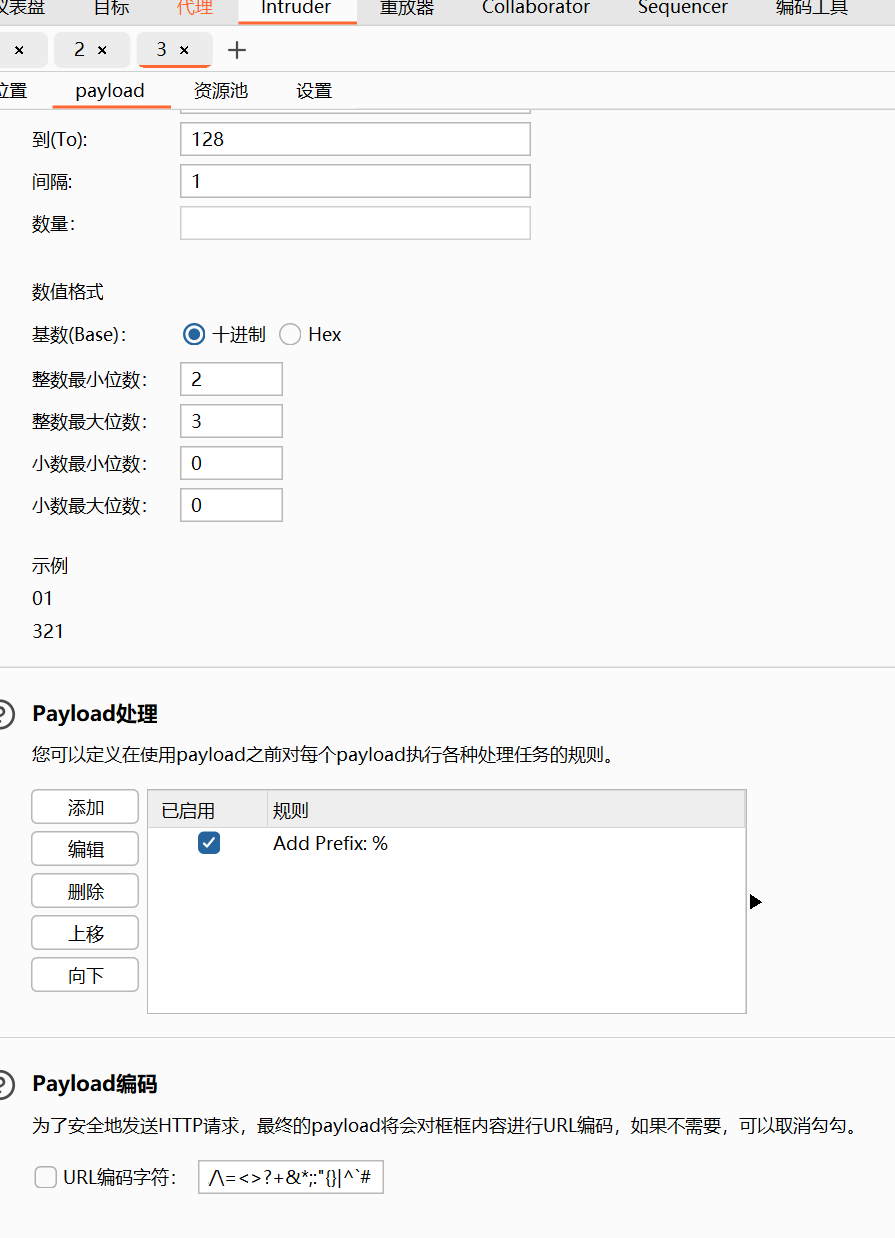 仪表盘 目标 代理 Intruder 重放器 Collaborator Sequencer 编码工具
× 2 × 3 × +
位置 payload 资源池 设置
到(To): 128
间隔: 1
数量:
数值格式
基数(Base): 十进制 Hex
整数最小位数: 2
整数最大位数: 3
小数最小位数: 0
小数最大位数: 0
示例
01
321
? Payload处理
您可以定义在使用payload之前对每个payload执行各种处理任务的规则。
添加 已启用 规则
编辑 Add Prefix: %
删除
上移
向下
? Payload编码
为了安全地发送HTTP请求，最终的payload将会对框框内容进行URL编码，如果不需要，可以取消勾勾。
URL编码字符: /\=<>?+&*;:"{}|^`#